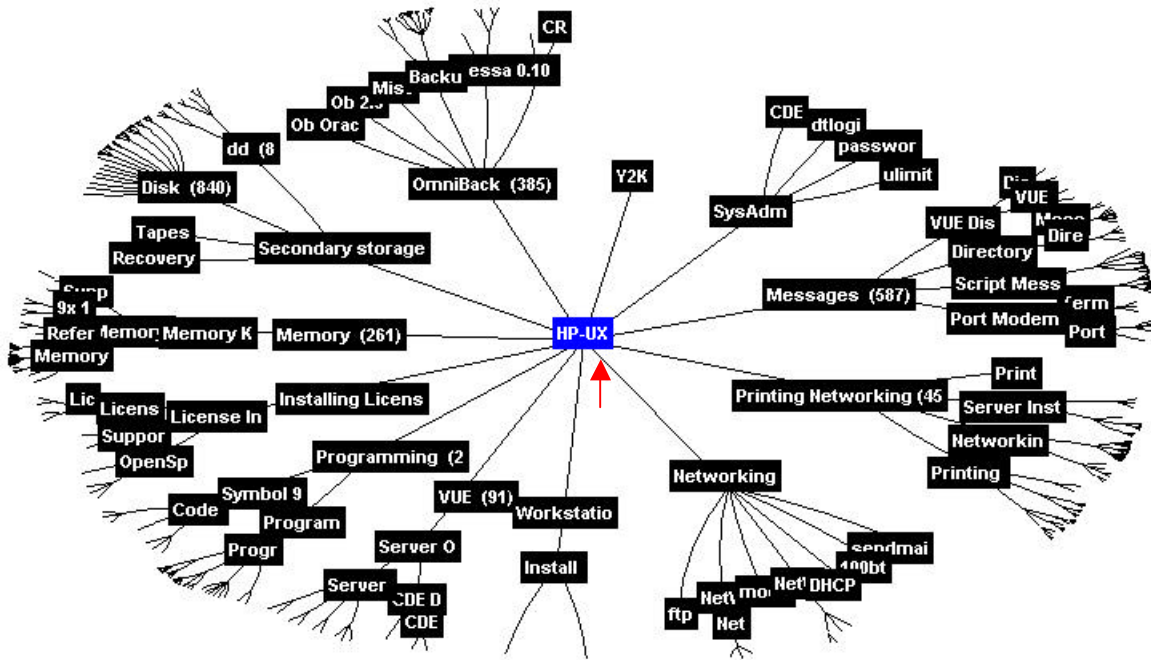 CR
essa 0.10
Backu
Mis
Ob 2.
Ob Orac
OmniBack (385)
dd (8
Disk (840)
Tapes
Recovery
Secondary storage
Y2K
CDE
dtlogi
passwor
ulimit
SysAdm
VUE
VUE Dis
Dire
Directory
Script Mess
Messages (587)
Port Modem
Port
9x 1
Refer
Memory
Memory
Memory K
Memory (261)
HP-UX
Print
Printing Networking (45
Server Inst
Networkin
Printing
Lic
Licens
License In
Installing Licens
Suppor
OpenSp
Programming (2
Symbol 9
Code
Program
Progr
VUE (91)
Workstatio
Server O
Server
CDE D
CDE
Install
Networking
sendmai
100bt
DHCP
Net
ftp
Net